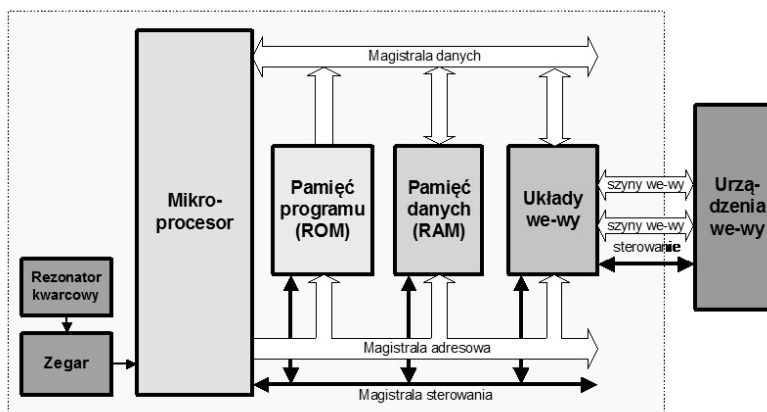 Magistrala danych
Mikro-
procesor
Pamięć
programu
(ROM)
Pamięć
danych
(RAM)
Układy
we-wy
szyny we-wy
szyny we-wy
sterowanie
Urzą-
dzenia
we-wy
Rezonator
kwarcowy
Zegar
Magistrala adresowa
Magistrala sterowania